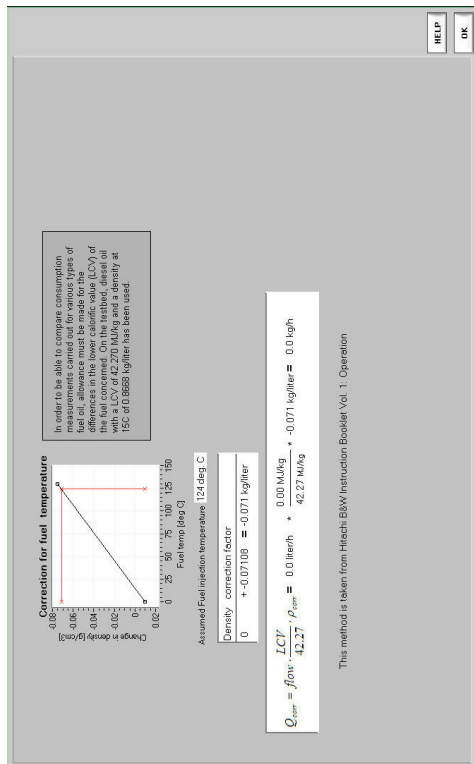 Correction for fuel temperature
Change in density [g/cm3]
-0.08
-0.06
-0.04
-0.02
0
0.02
0 25 50 75 100 125 150
Fuel temp [deg C]
In order to be able to compare consumption
measurements carried out for various types of
fuel oil, allowance must be made for the
differences in the lower calorific value (LCV) of
the fuel concerned. On the testbed, diesel oil
with a LCV of 42.270 MJ/kg and a density at
15C of 0.8668 kg/liter has been used.
Assumed Fuel injection temperature 124 deg. C
Density correction factor
0 + -0.07108 = -0.071 kg/liter
Q corr = flow · LCV / 42.27 · ρ corr = 0.0 liter/h * 0.00 MJ/kg / 42.27 MJ/kg * -0.071 kg/liter = 0.0 kg/h
This method is taken from Hitachi B&W Instruction Booklet Vol. 1: Operation
HELP
OK